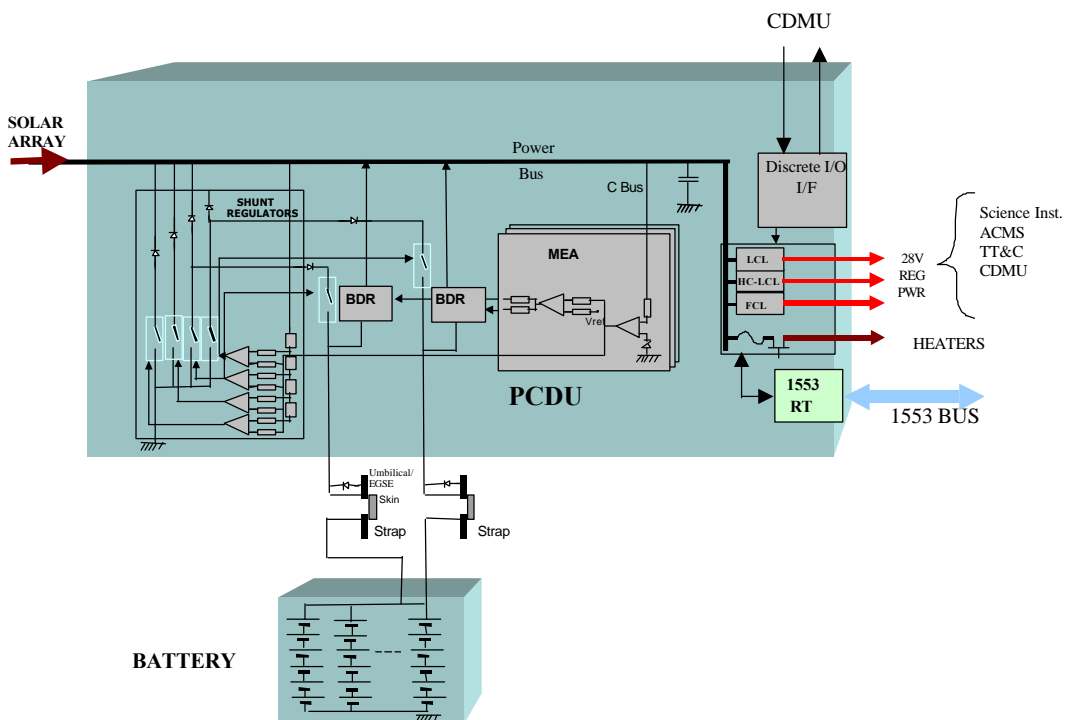 CDMU
SOLAR
ARRAY
Power
Bus
Discrete I/O
I/F
C Bus
SHUNT
REGULATORS
MEA
Science Inst.
ACMS
TT&C
CDMU
LCL
HC-LCL
FCL
28V
REG
PWR
BDR
BDR
Vref
HEATERS
PCDU
1553
RT
1553 BUS
Umbilical/
EGSE
Skin
Strap
Strap
BATTERY